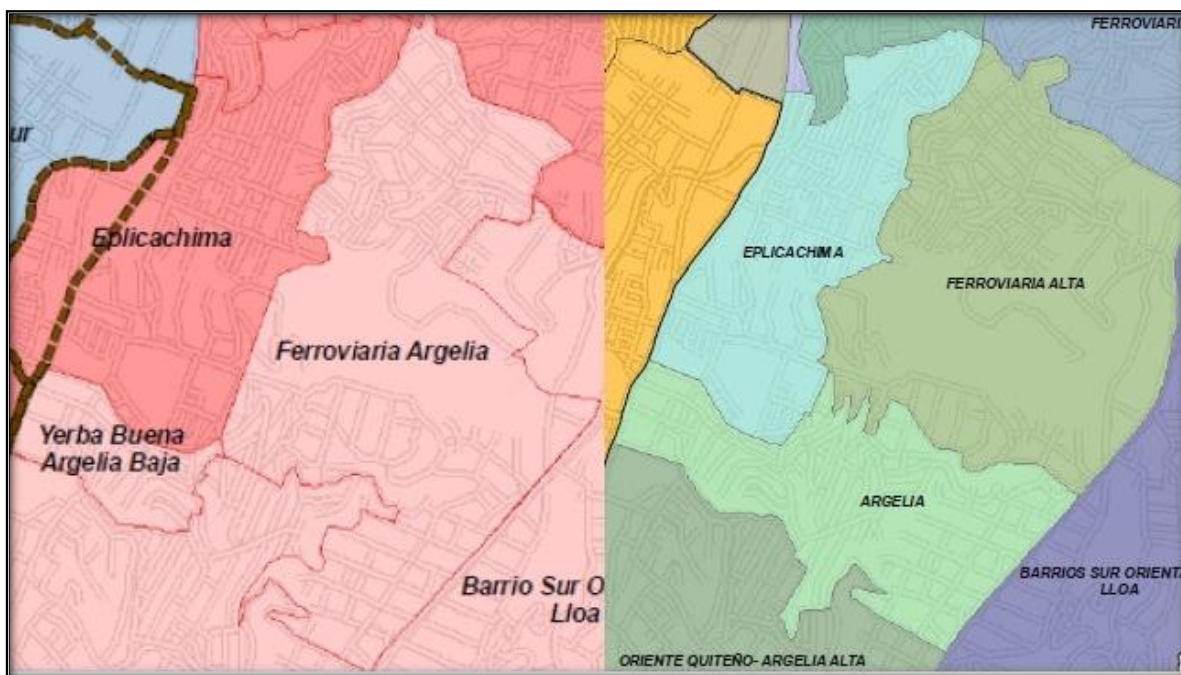 ur
Eplicachima
Ferroviaria Argelia
Yerba Buena
Argelia Baja
Barrio Sur O
Lloa
FERROVIARI
EPLICACHIMA
FERROVIARIA ALTA
ARGELIA
BARRIOS SUR ORIENTA
LLOA
ORIENTE QUITEÑO- ARGELIA ALTA